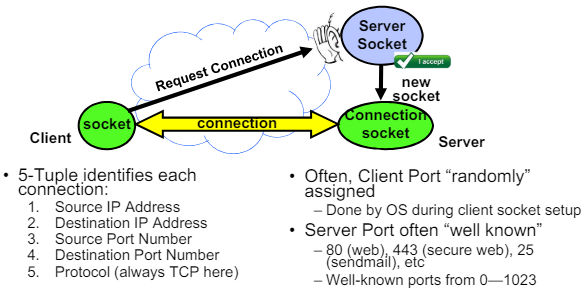 Server
Socket
I accept
Request Connection
new
socket
socket
connection
Connection
socket
Client
Server
• 5-Tuple identifies each
connection:
1. Source IP Address
2. Destination IP Address
3. Source Port Number
4. Destination Port Number
5. Protocol (always TCP here)
• Often, Client Port “randomly”
assigned
– Done by OS during client socket setup
• Server Port often “well known”
– 80 (web), 443 (secure web), 25
(sendmail), etc
– Well-known ports from 0—1023